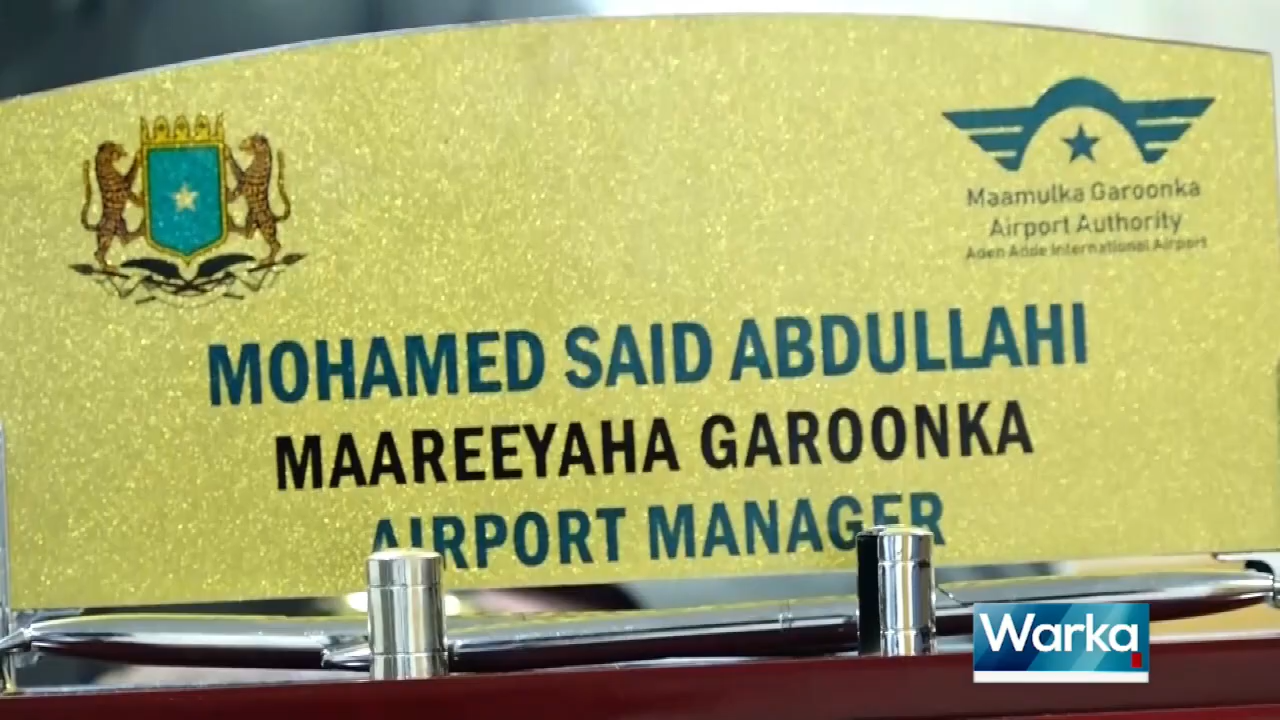 Maamulka Garoonka
Airport Authority
Aden Adde International Airport
MOHAMED SAID ABDULLAHI
MAAREEYAHA GAROONKA
AIRPORT MANAGER
Warka